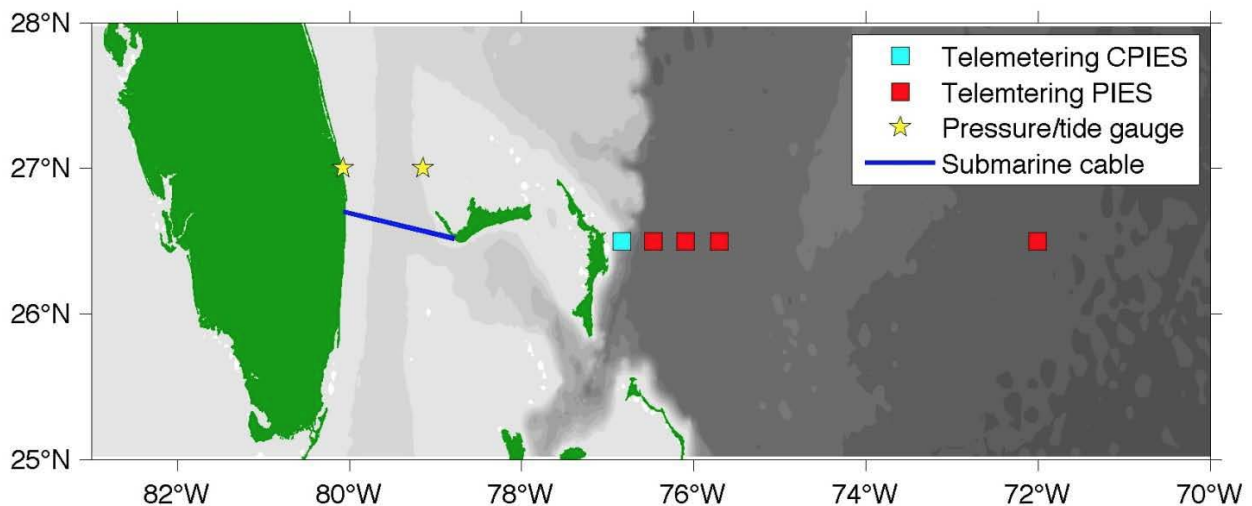 28°N
27°N
26°N
25°N
Telemetering CPIES
Telemtering PIES
Pressure/tide gauge
Submarine cable
82°W 80°W 78°W 76°W 74°W 72°W 70°W